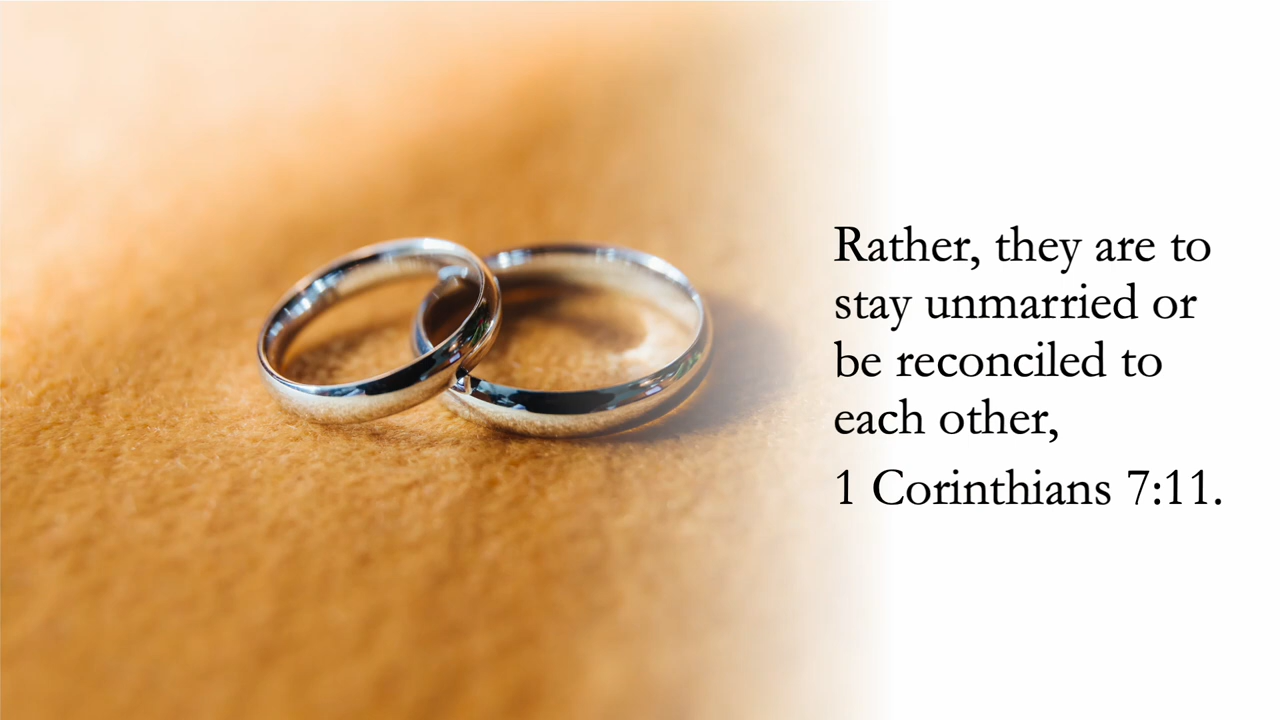 Rather, they are to
stay unmarried or
be reconciled to
each other,
1 Corinthians 7:11.